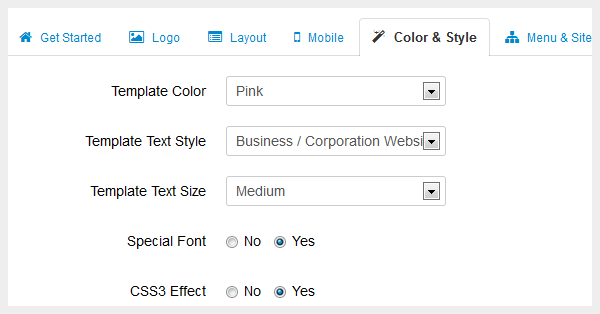 Get Started Logo Layout Mobile Color & Style Menu & Site
Template Color Pink
Template Text Style Business / Corporation Websi
Template Text Size Medium
Special Font No Yes
CSS3 Effect No Yes